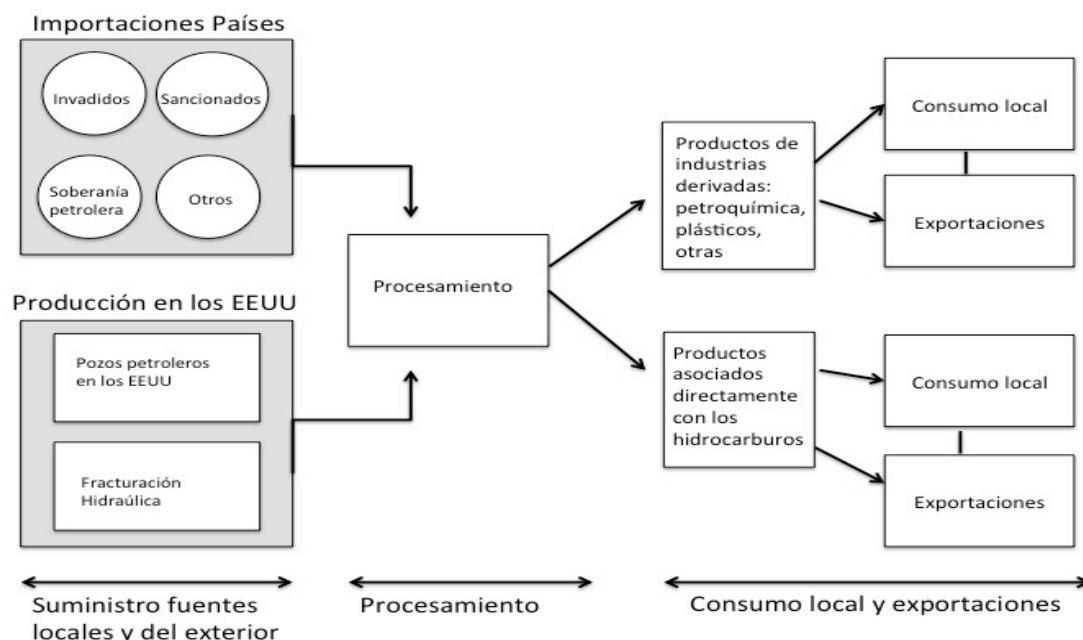 Importaciones Países
Invadidos
Sancionados
Soberanía
petrolera
Otros
Producción en los EEUU
Pozos petroleros
en los EEUU
Fracturación
Hidraúlica
Procesamiento
Productos de
industrias
derivadas:
petroquímica,
plásticos,
otras
Consumo local
Exportaciones
Productos
asociados
directamente
con los
hidrocarburos
Consumo local
Exportaciones
Suministro fuentes
locales y del exterior
Procesamiento
Consumo local y exportaciones